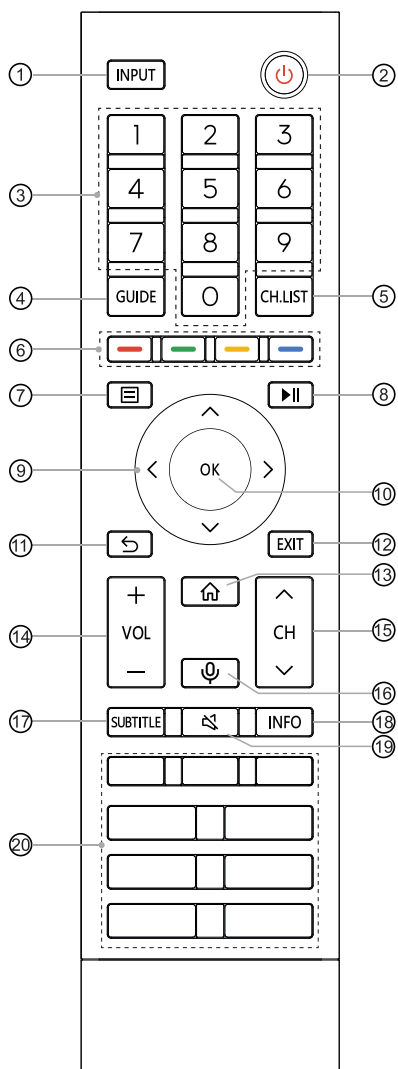 ① INPUT ②
1 2 3
③ 4 5 6
7 8 9
④ GUIDE 0 CH.LIST ⑤
⑥
⑦ ⑧
⑨ OK ⑩
⑪ EXIT ⑫
⑬
+
⑭ VOL CH ⑮
—
⑯
⑰ SUBTITLE INFO ⑱
⑲
⑳